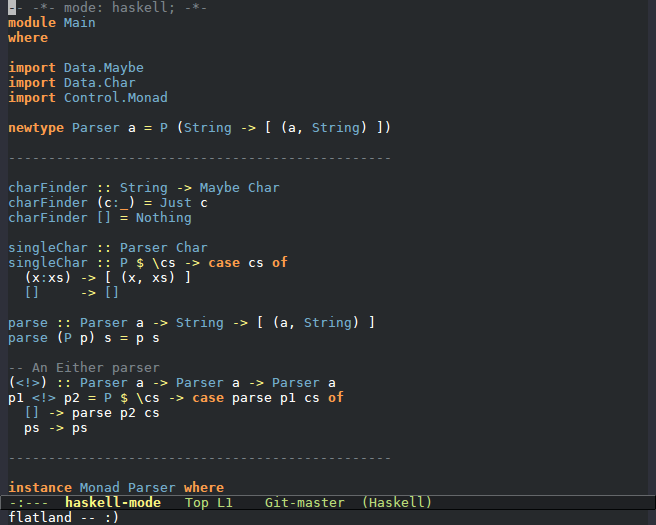 -- -*- mode: haskell; -*-
module Main
where
import Data.Maybe
import Data.Char
import Control.Monad
newtype Parser a = P (String -> [ (a, String) ])
------------------------------------------------
charFinder :: String -> Maybe Char
charFinder (c:_) = Just c
charFinder [] = Nothing
singleChar :: Parser Char
singleChar :: P $ \cs -> case cs of
  (x:xs) -> [ (x, xs) ]
  []     -> []
parse :: Parser a -> String -> [ (a, String) ]
parse (P p) s = p s
-- An Either parser
(<!>) :: Parser a -> Parser a -> Parser a
p1 <!> p2 = P $ \cs -> case parse p1 cs of
  [] -> parse p2 cs
  ps -> ps
------------------------------------------------
instance Monad Parser where
-:---  haskell-mode   Top L1    Git-master  (Haskell)
flatland -- :)